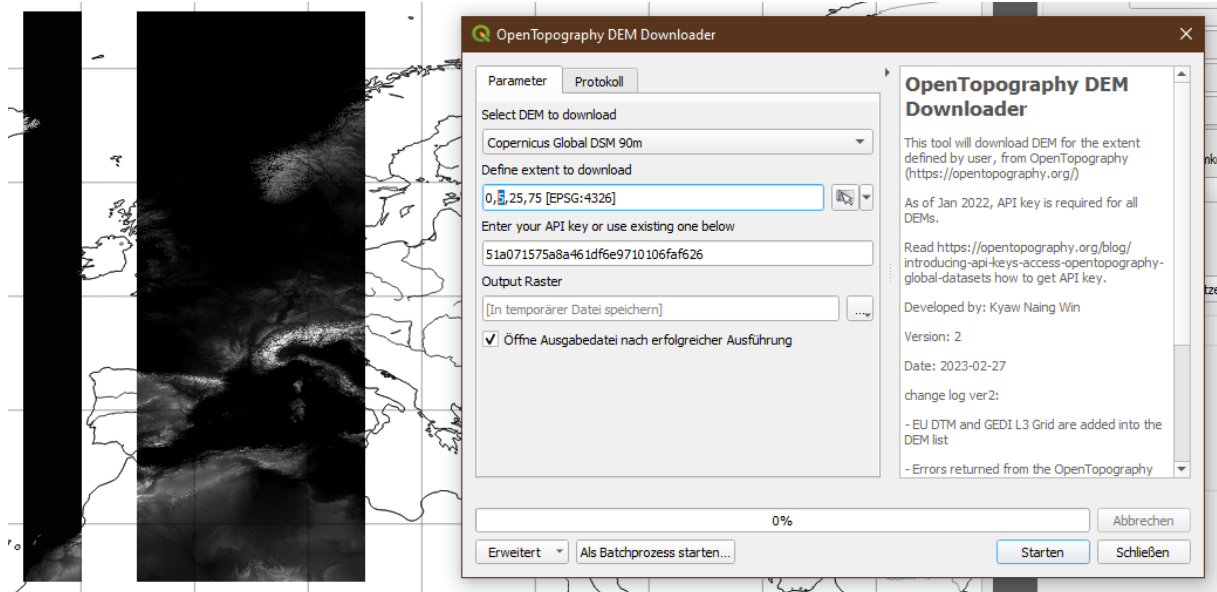 OpenTopography DEM Downloader
Parameter
Protokoll
Select DEM to download
Copernicus Global DSM 90m
Define extent to download
0,5,25,75 [EPSG:4326]
Enter your API key or use existing one below
51a071575a8a461df6e9710106faf626
Output Raster
[In temporärer Datei speichern]
...
Öffne Ausgabedatei nach erfolgreicher Ausführung
OpenTopography DEM
Downloader
This tool will download DEM for the extent
defined by user, from OpenTopography
(https://opentopography.org/)
As of Jan 2022, API key is required for all
DEMs.
Read https://opentopography.org/blog/
introducing-api-keys-access-opentopography-
global-datasets how to get API key.
Developed by: Kyaw Naing Win
Version: 2
Date: 2023-02-27
change log ver2:
- EU DTM and GEDI L3 Grid are added into the
DEM list
- Errors returned from the OpenTopography
0%
Abbrechen
Erweitert
Als Batchprozess starten...
Starten
Schließen